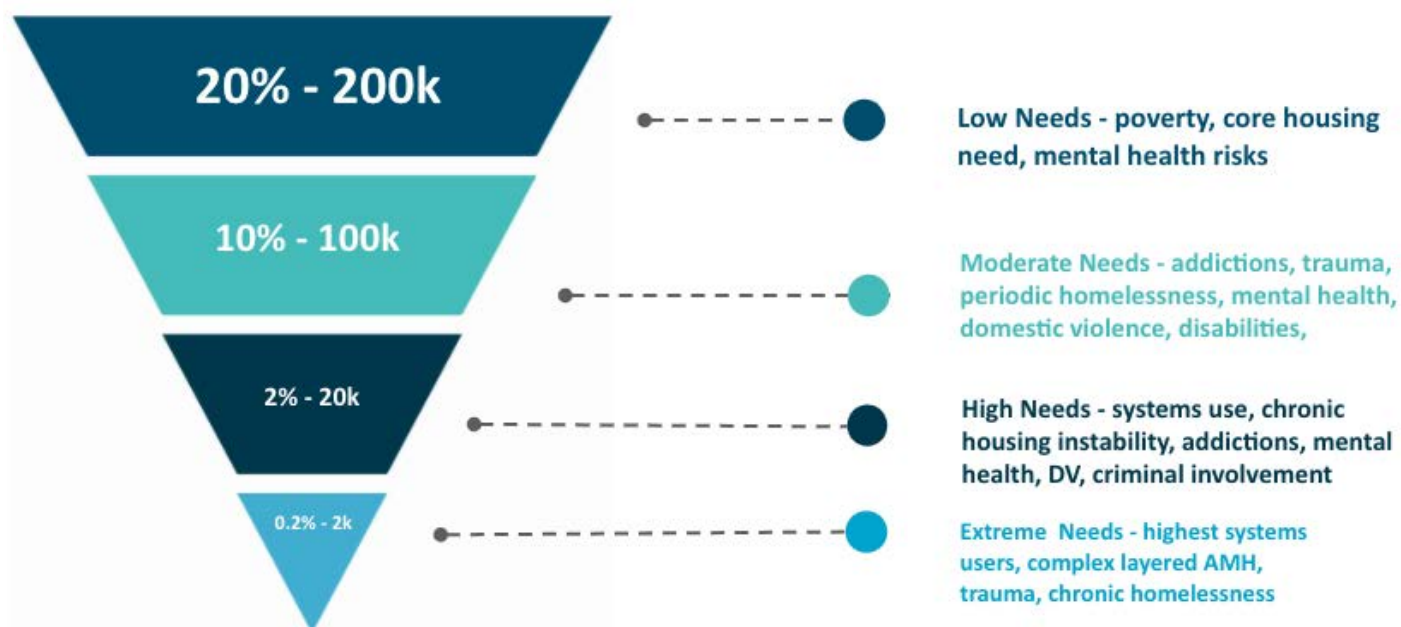 20% - 200k
Low Needs - poverty, core housing
need, mental health risks
10% - 100k
Moderate Needs - addictions, trauma,
periodic homelessness, mental health,
domestic violence, disabilities,
2% - 20k
High Needs - systems use, chronic
housing instability, addictions, mental
health, DV, criminal involvement
0.2% - 2k
Extreme Needs - highest systems
users, complex layered AMH,
trauma, chronic homelessness